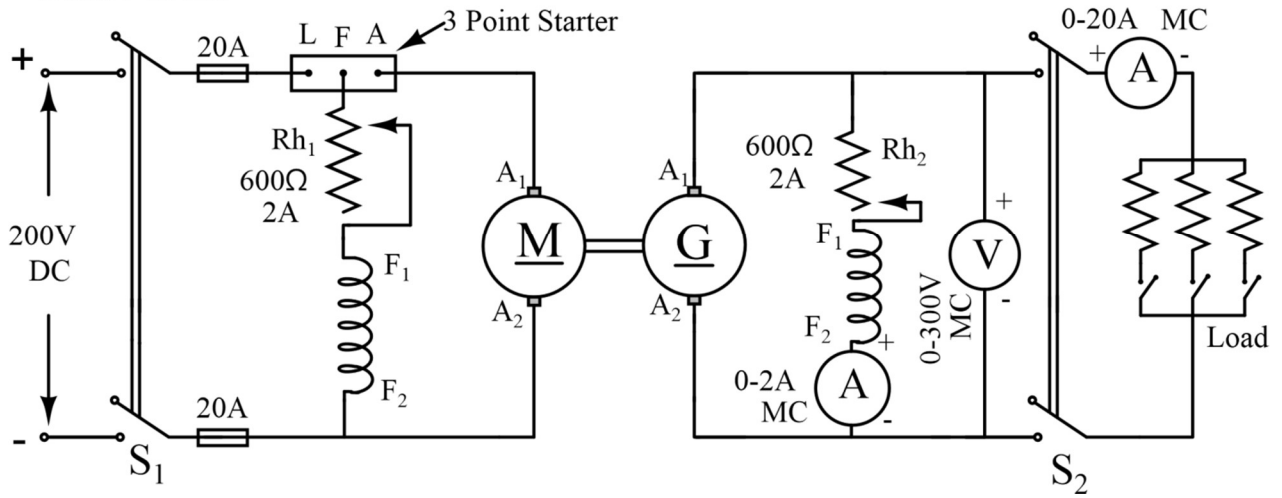 3 Point Starter
L F A
20A
+
200V
DC
-
20A
S1
Rh1
600Ω
2A
F1
F2
A1
M
A2
A1
G
A2
600Ω
2A
Rh2
F1
F2
+
0-2A
MC
A
-
+
V
-
0-300V
MC
S2
0-20A MC
+
A
-
Load